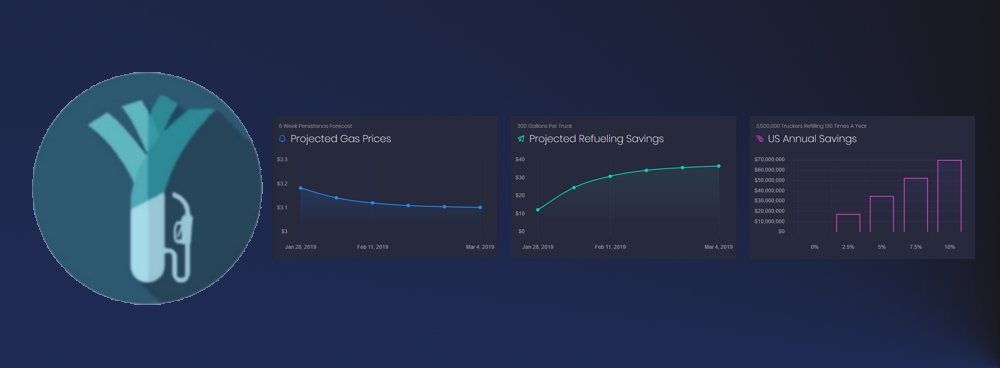 6 Week Persistence Forecast
Projected Gas Prices
$3.3
$3.2
$3.1
$3
Jan 28, 2019
Feb 11, 2019
Mar 4, 2019
300 Gallons Per Truck
Projected Refueling Savings
$40
$30
$20
$10
$0
Jan 28, 2019
Feb 11, 2019
Mar 4, 2019
3,500,000 Truckers Refilling 130 Times A Year
US Annual Savings
$70,000,000
$60,000,000
$50,000,000
$40,000,000
$30,000,000
$20,000,000
$10,000,000
$0
0%
2.5%
5%
7.5%
10%